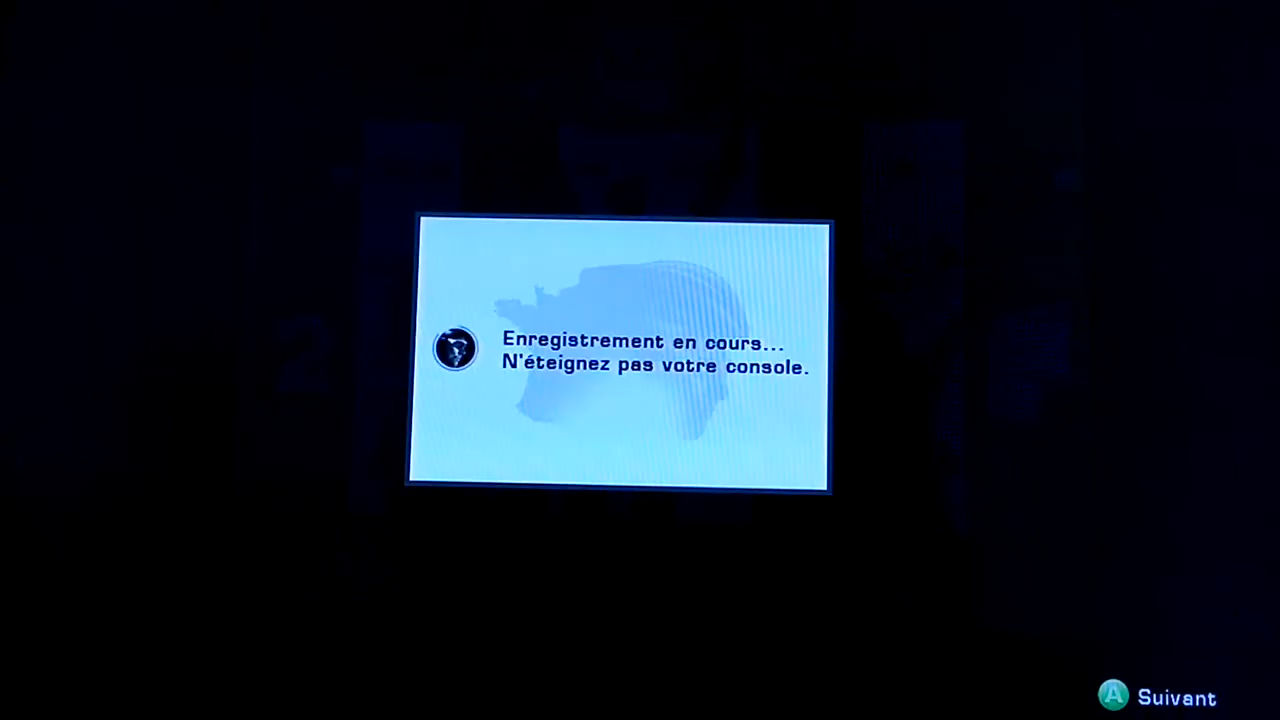 Enregistrement en cours...
N'éteignez pas votre console.
A Suivant